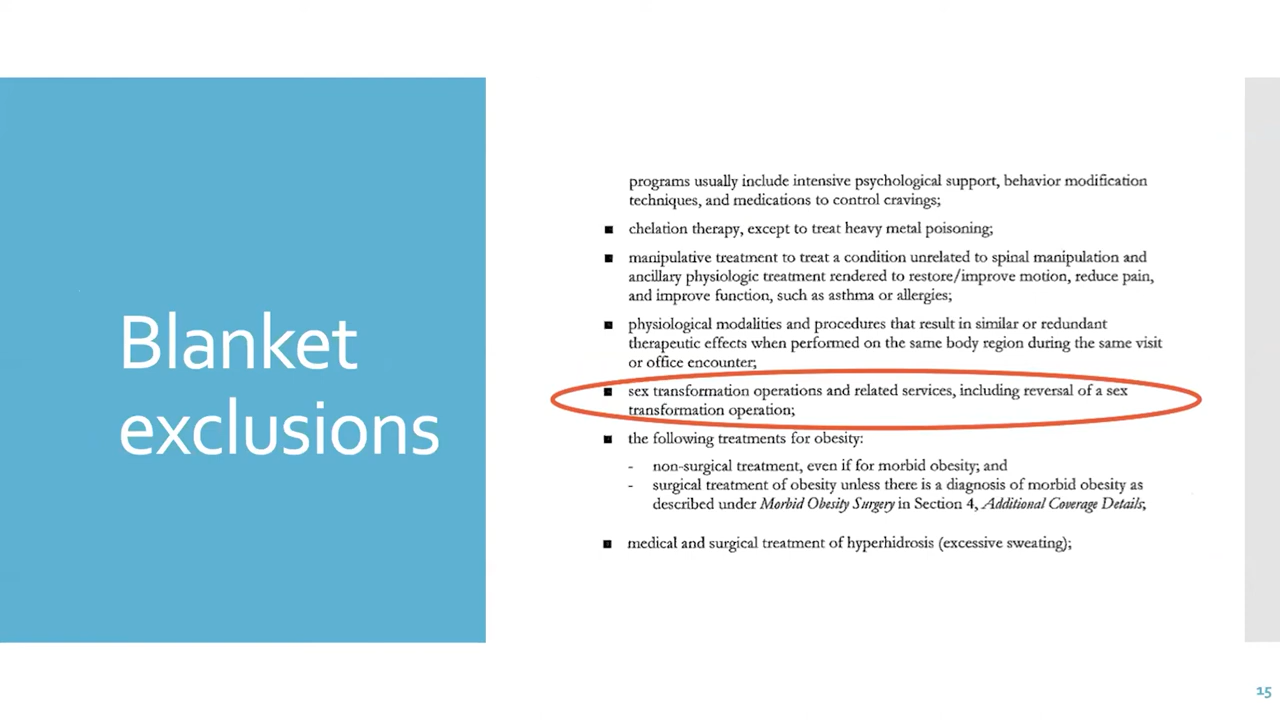 Blanket
exclusions
programs usually include intensive psychological support, behavior modification
techniques, and medications to control cravings;
■ chelation therapy, except to treat heavy metal poisoning;
■ manipulative treatment to treat a condition unrelated to spinal manipulation and
ancillary physiologic treatment rendered to restore/improve motion, reduce pain,
and improve function, such as asthma or allergies;
■ physiological modalities and procedures that result in similar or redundant
therapeutic effects when performed on the same body region during the same visit
or office encounter;
■ sex transformation operations and related services, including reversal of a sex
transformation operation;
■ the following treatments for obesity:
- non-surgical treatment, even if for morbid obesity; and
- surgical treatment of obesity unless there is a diagnosis of morbid obesity as
described under Morbid Obesity Surgery in Section 4, Additional Coverage Details;
■ medical and surgical treatment of hyperhidrosis (excessive sweating);
15